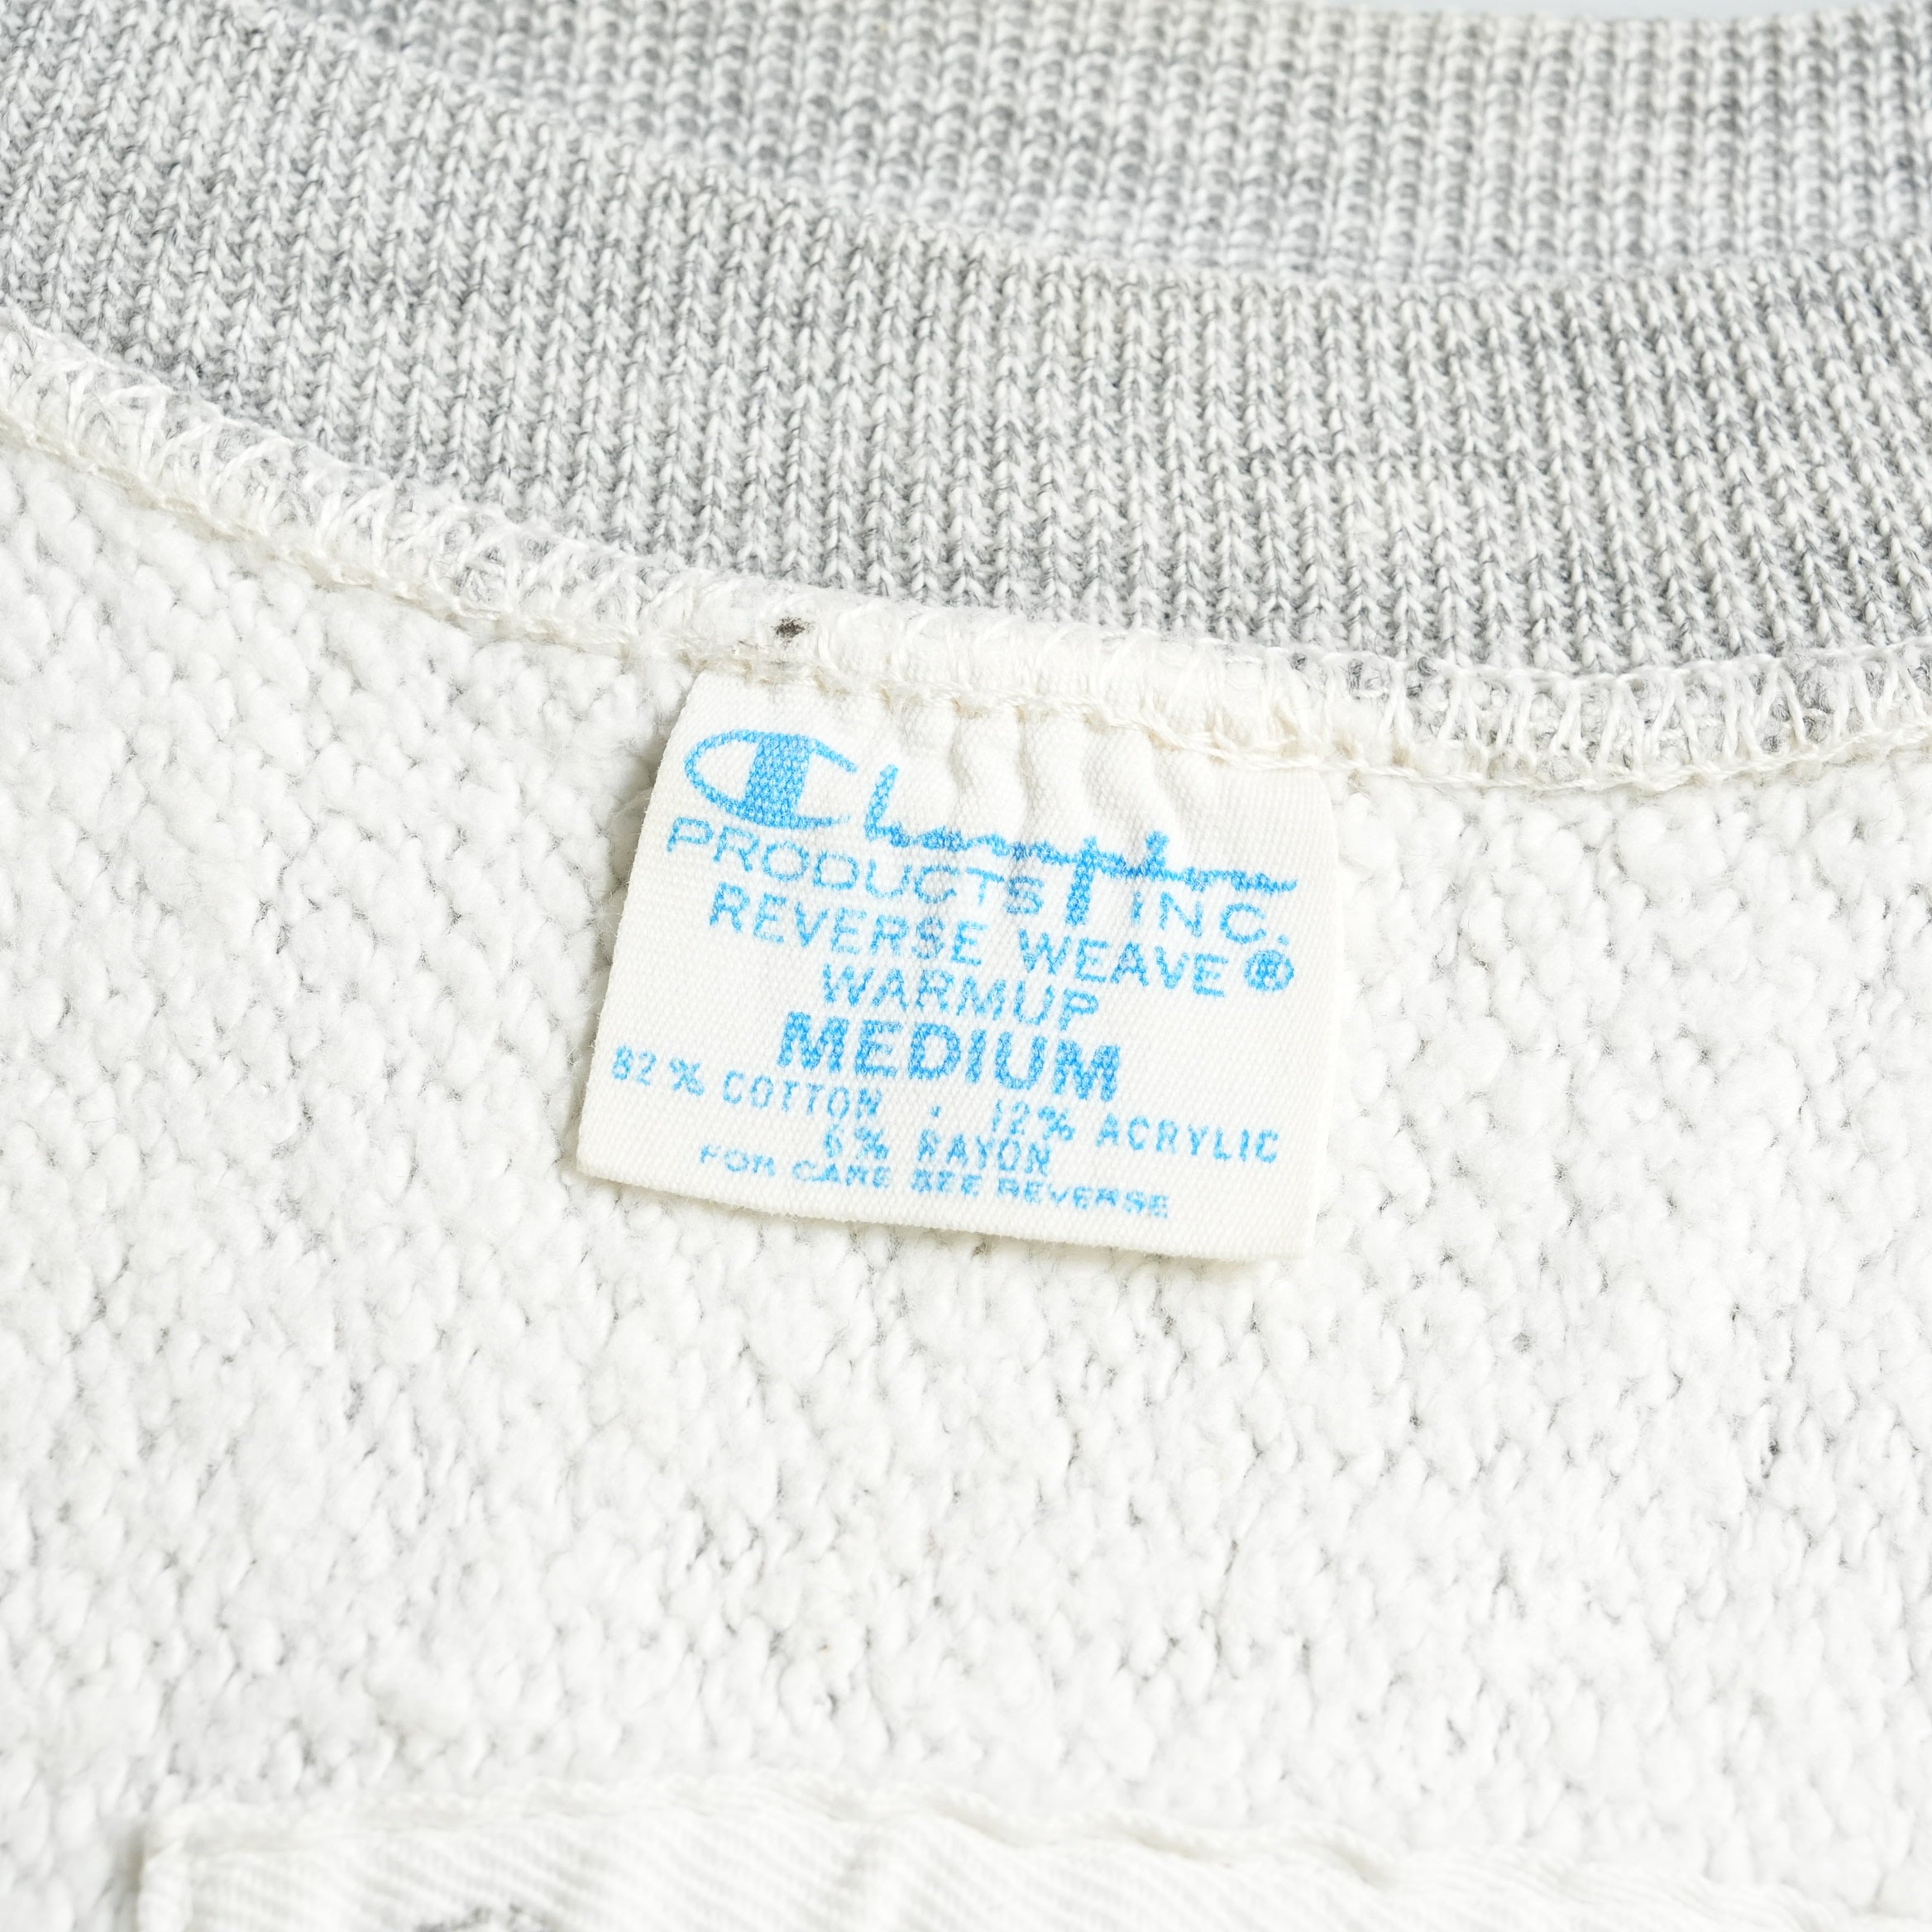 Champion
PRODUCTS INC.
REVERSE WEAVE®
WARMUP
MEDIUM
82% COTTON · 12% ACRYLIC
6% RAYON
FOR CARE SEE REVERSE